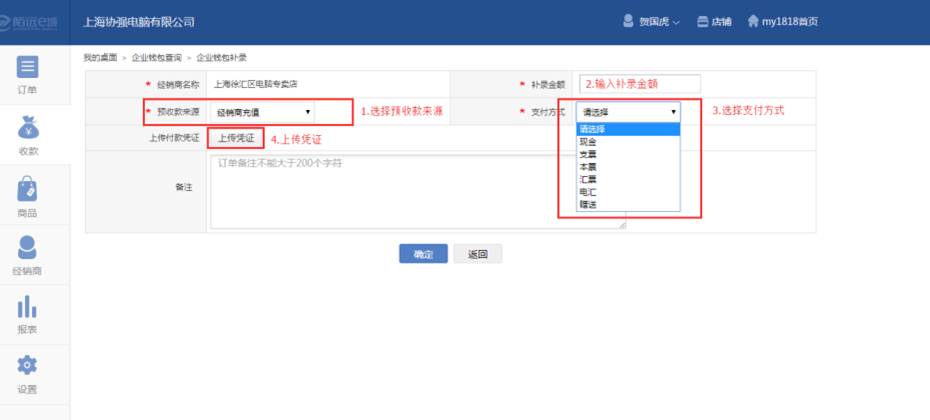 陌远e城
上海协强电脑有限公司
贺国虎
店铺
my1818首页
我的桌面 > 企业钱包查询 > 企业钱包补录
订单
收款
商品
经销商
报表
设置
* 经销商名称
上海徐汇区电脑专卖店
* 补录金额
2.输入补录金额
* 预收款来源
经销商充值
1.选择预收款来源
* 支付方式
请选择
3.选择支付方式
请选择
现金
支票
本票
汇票
电汇
赠送
上传付款凭证
上传凭证
4.上传凭证
备注
订单备注不能大于200个字符
确定
返回